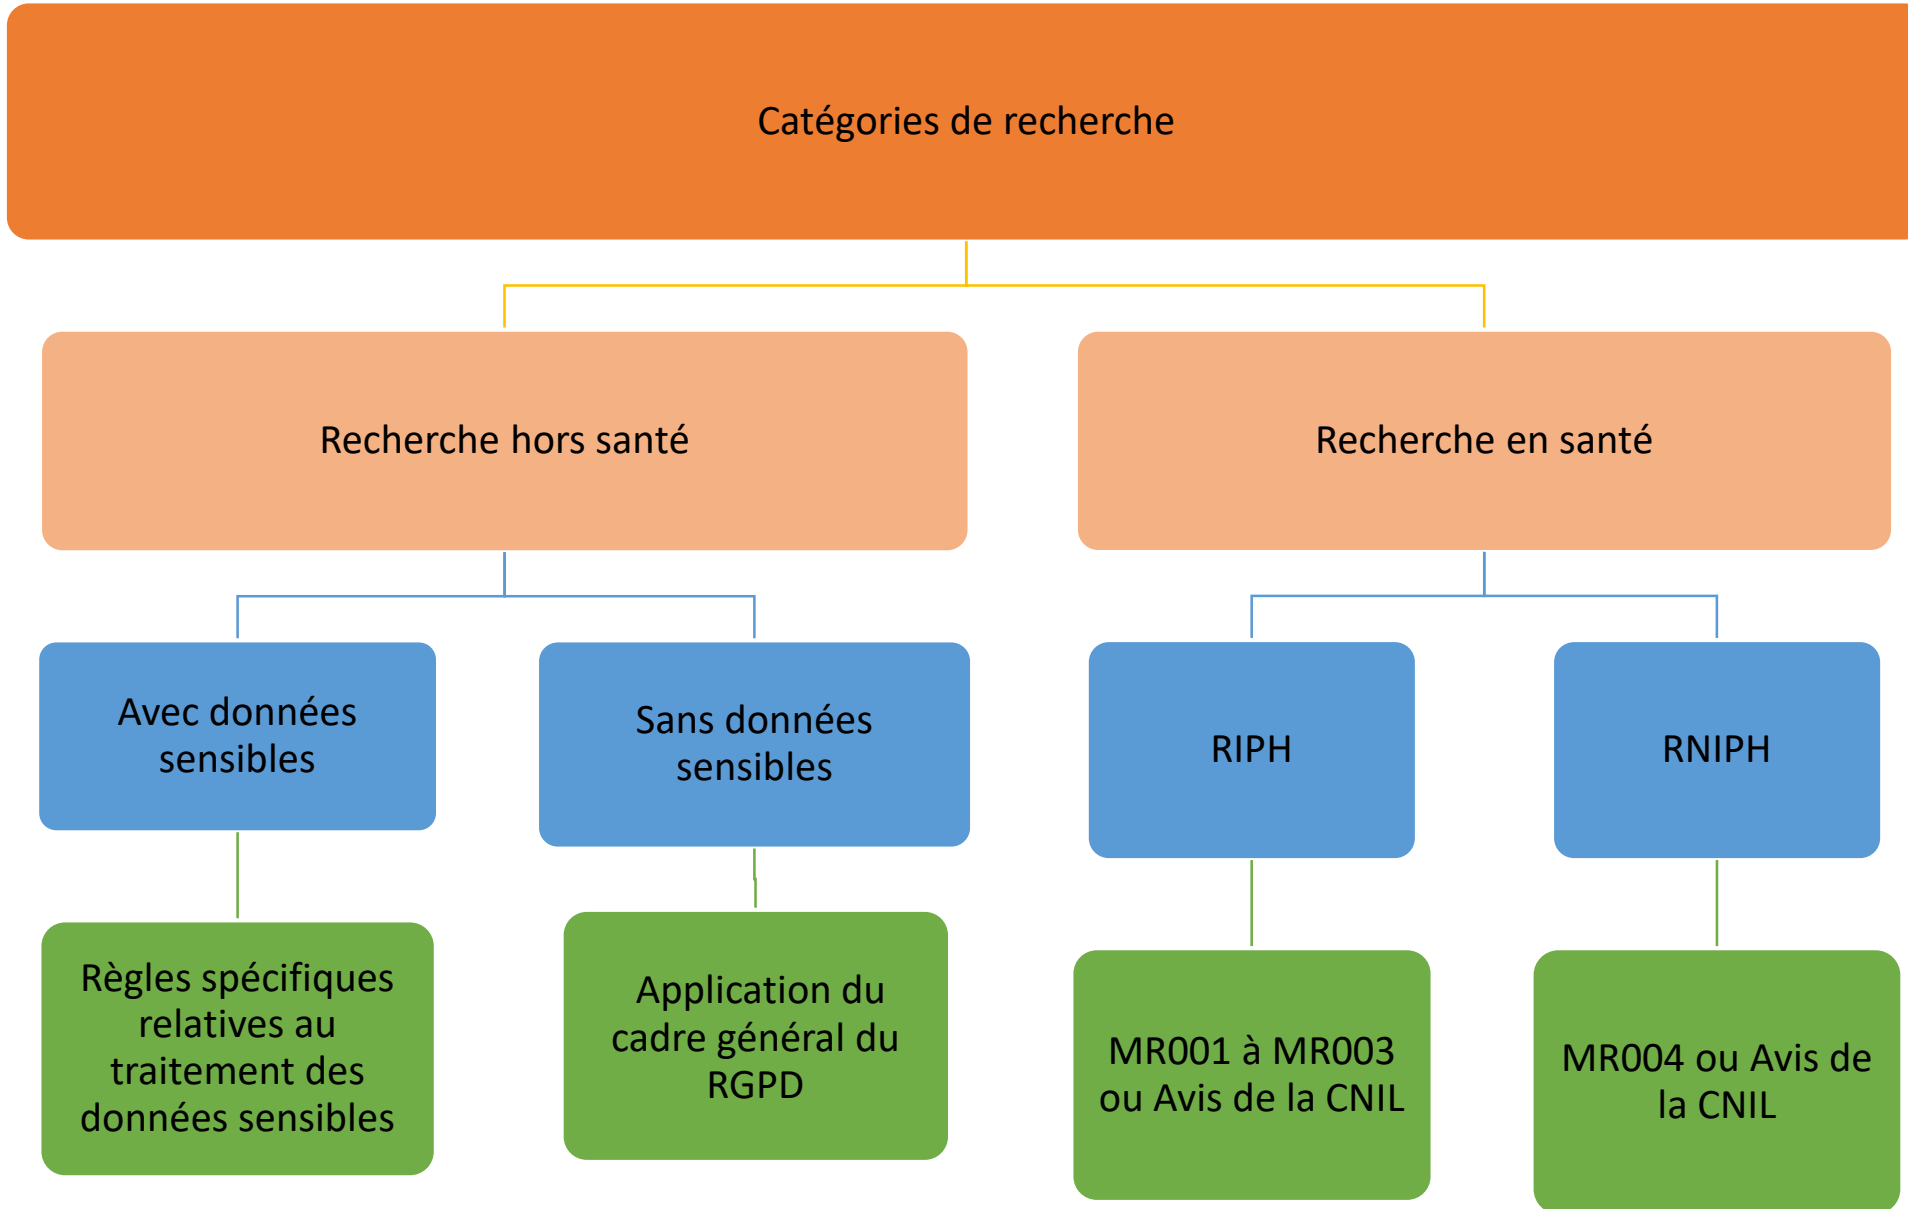 Catégories de recherche
Recherche hors santé
Recherche en santé
Avec données
sensibles
Sans données
sensibles
RIPH
RNIPH
Règles spécifiques
relatives au
traitement des
données sensibles
Application du
cadre général du
RGPD
MR001 à MR003
ou Avis de la CNIL
MR004 ou Avis de
la CNIL